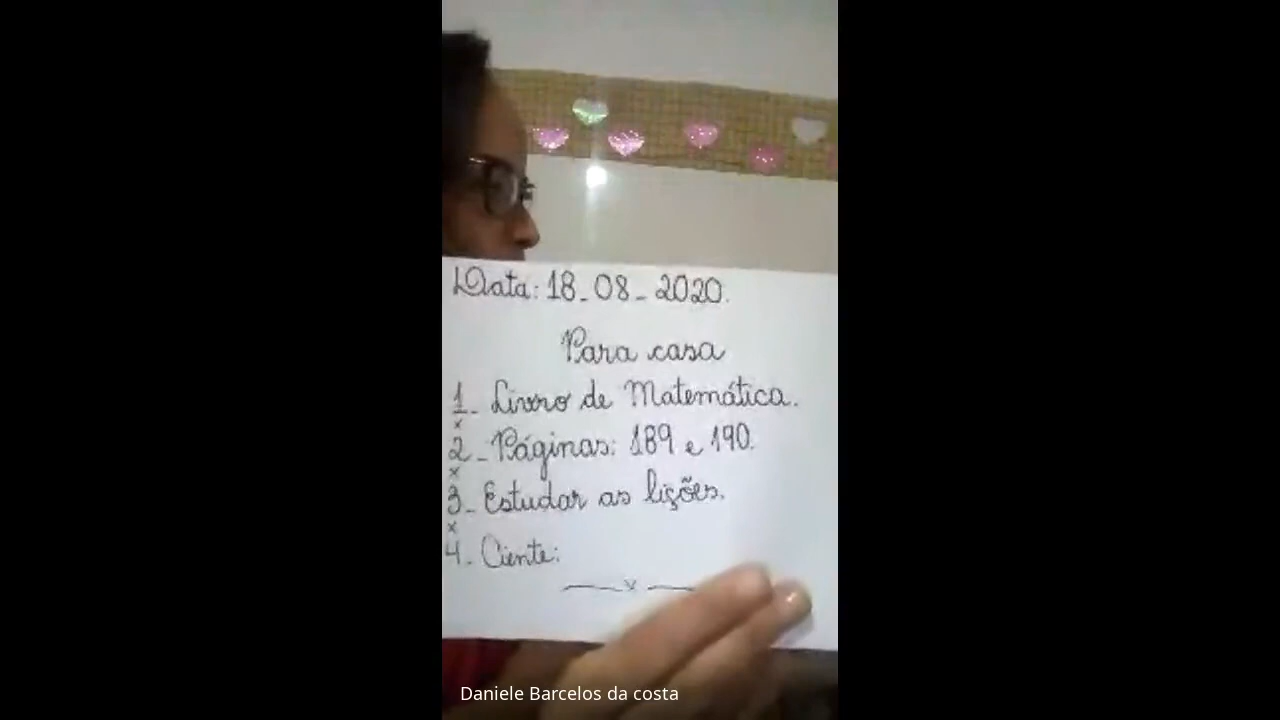 Data: 18-08-2020.
Para casa
1- Livro de Matemática.
x
2- Páginas: 189 e 190.
x
3- Estudar as lições.
x
4- Ciente:
x
Daniele Barcelos da costa